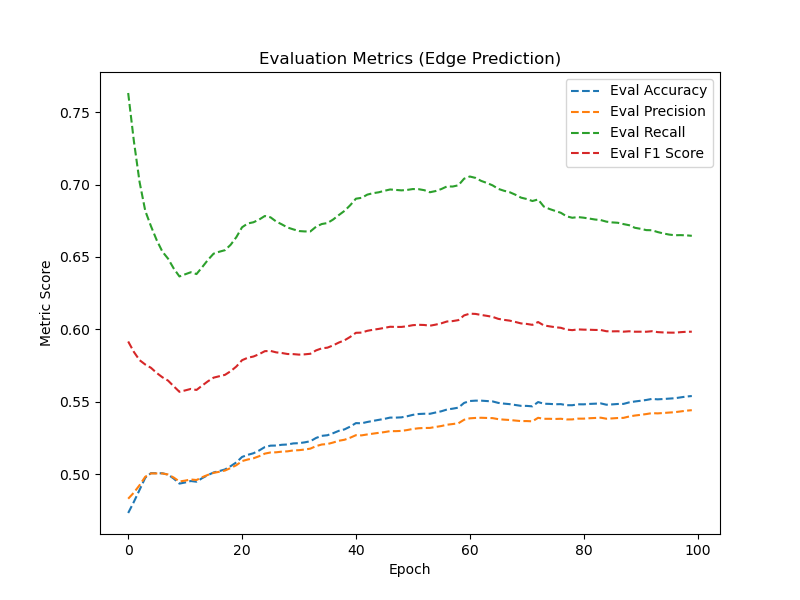 Evaluation Metrics (Edge Prediction)
Eval Accuracy
Eval Precision
Eval Recall
Eval F1 Score
Metric Score
0.75
0.70
0.65
0.60
0.55
0.50
0 20 40 60 80 100
Epoch